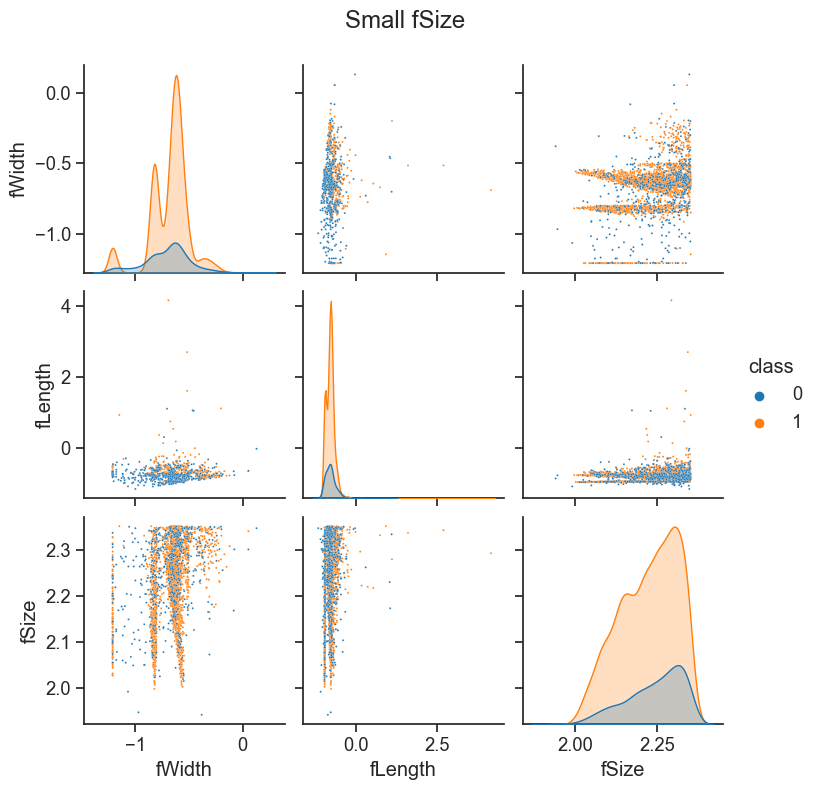 Small fSize
fWidth
0.0
−0.5
−1.0
fLength
4
2
0
class
0
1
fSize
2.3
2.2
2.1
2.0
−1 0 0.0 2.5 2.00 2.25
fWidth fLength fSize